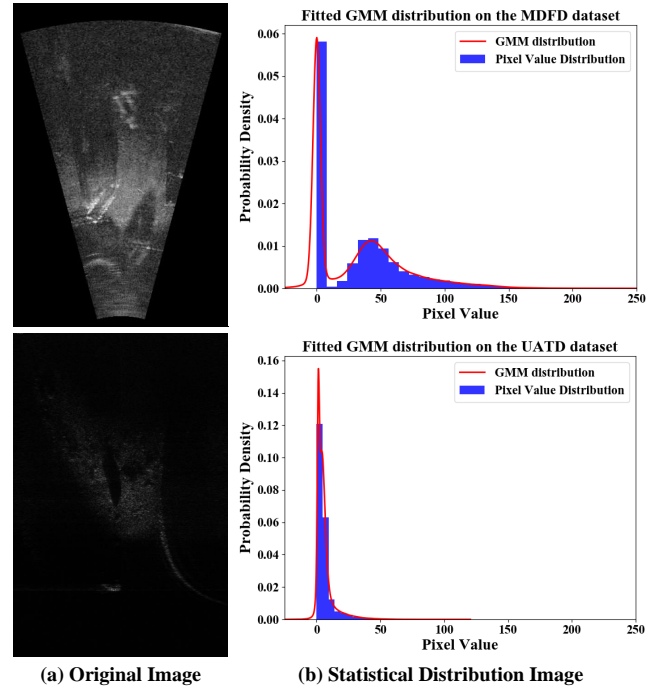 Fitted GMM distribution on the MDFD dataset
GMM distribution
Pixel Value Distribution
Probability Density
0.06
0.05
0.04
0.03
0.02
0.01
0.00
0 50 100 150 200 250
Pixel Value
Fitted GMM distribution on the UATD dataset
GMM distribution
Pixel Value Distribution
Probability Density
0.16
0.14
0.12
0.10
0.08
0.06
0.04
0.02
0.00
0 50 100 150 200 250
Pixel Value
(a) Original Image (b) Statistical Distribution Image